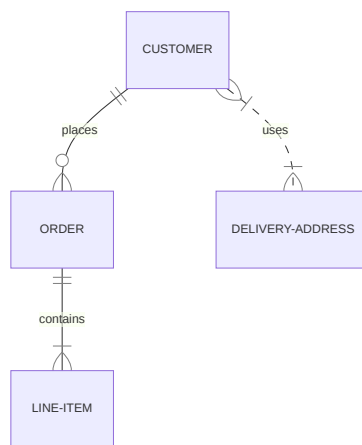 CUSTOMER
places
uses
ORDER
DELIVERY-ADDRESS
contains
LINE-ITEM